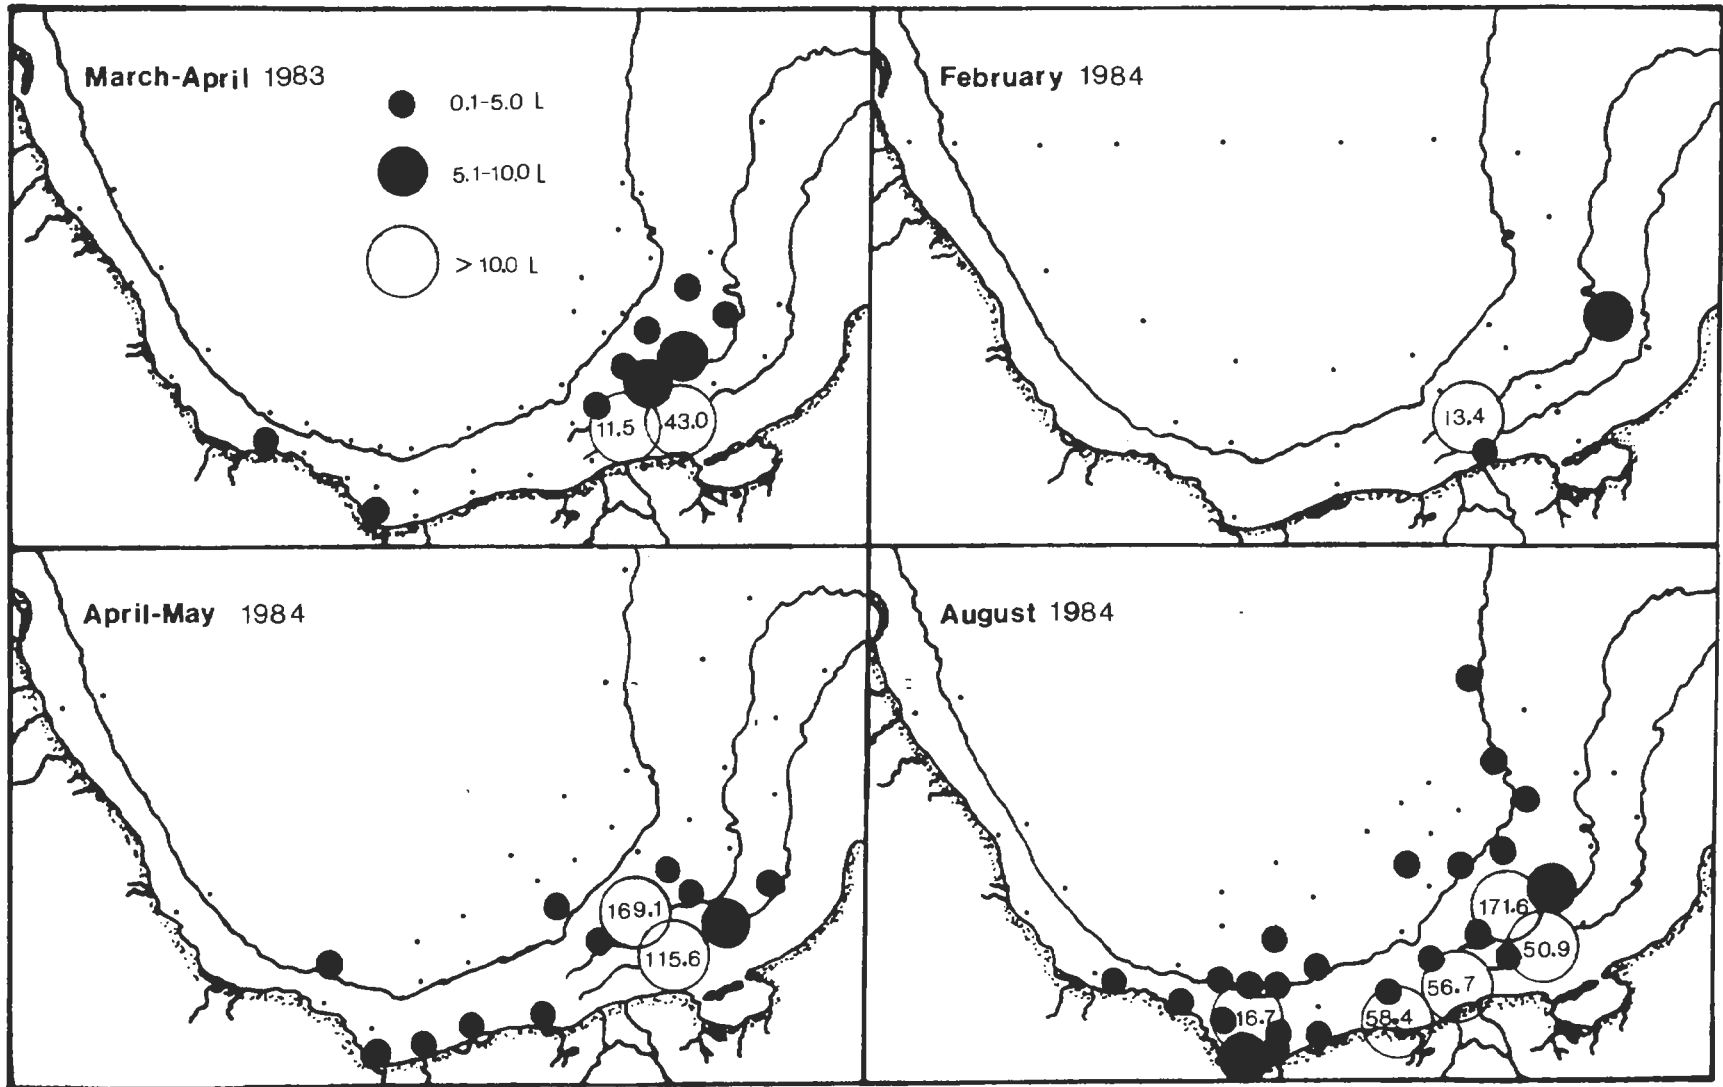 March-April 1983
0.1-5.0 L
5.1-10.0 L
> 10.0 L
11.5
43.0
February 1984
13.4
April-May 1984
169.1
115.6
August 1984
171.6
50.9
56.7
16.7
58.4